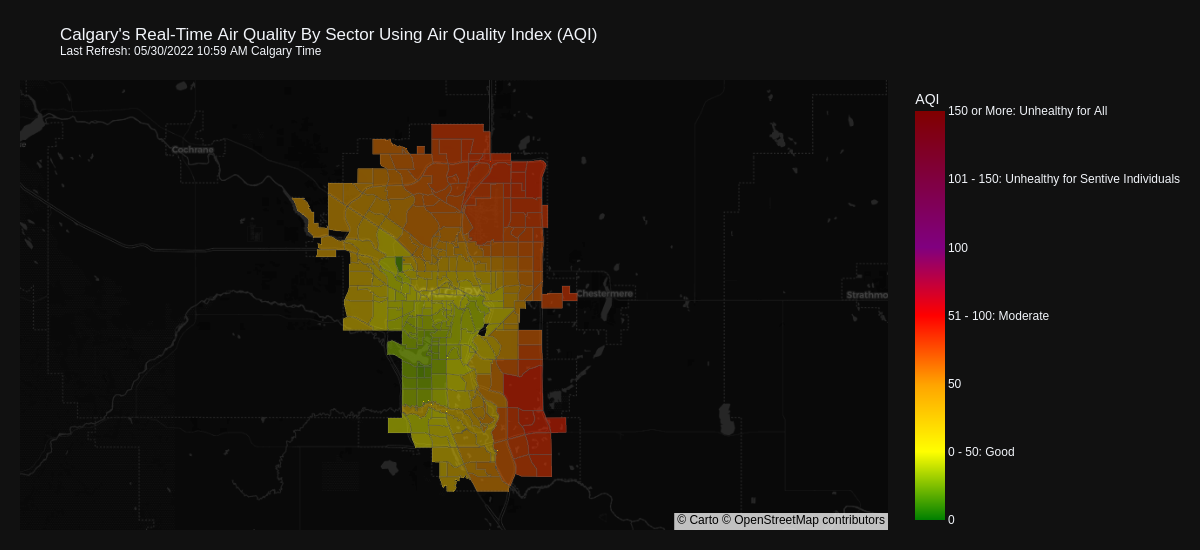 Calgary's Real-Time Air Quality By Sector Using Air Quality Index (AQI)
Last Refresh: 05/30/2022 10:59 AM Calgary Time
AQI
150 or More: Unhealthy for All
Cochrane
101 - 150: Unhealthy for Sentive Individuals
100
Chestermere
Strathmo
51 - 100: Moderate
50
0 - 50: Good
0
© Carto © OpenStreetMap contributors